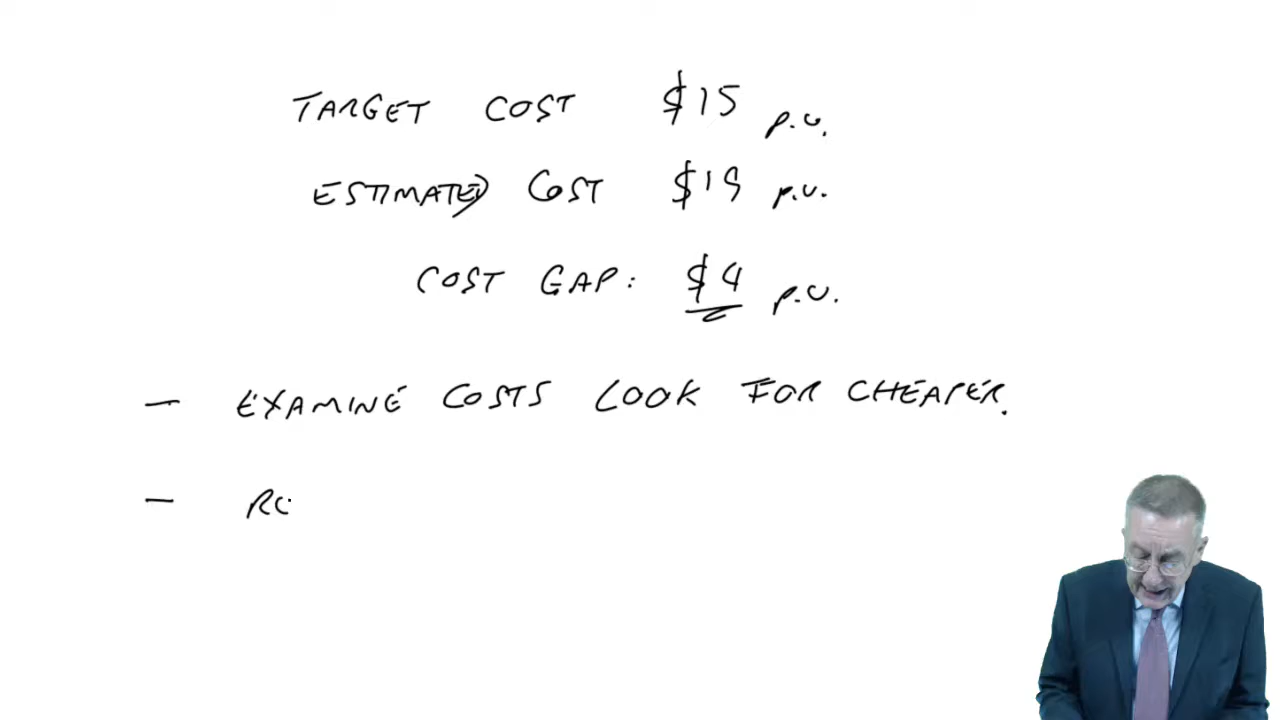 TARGET COST $15 p.u.
ESTIMATED COST $19 p.u.
COST GAP: $4 p.u.
— EXAMINE COSTS LOOK FOR CHEAPER.
—